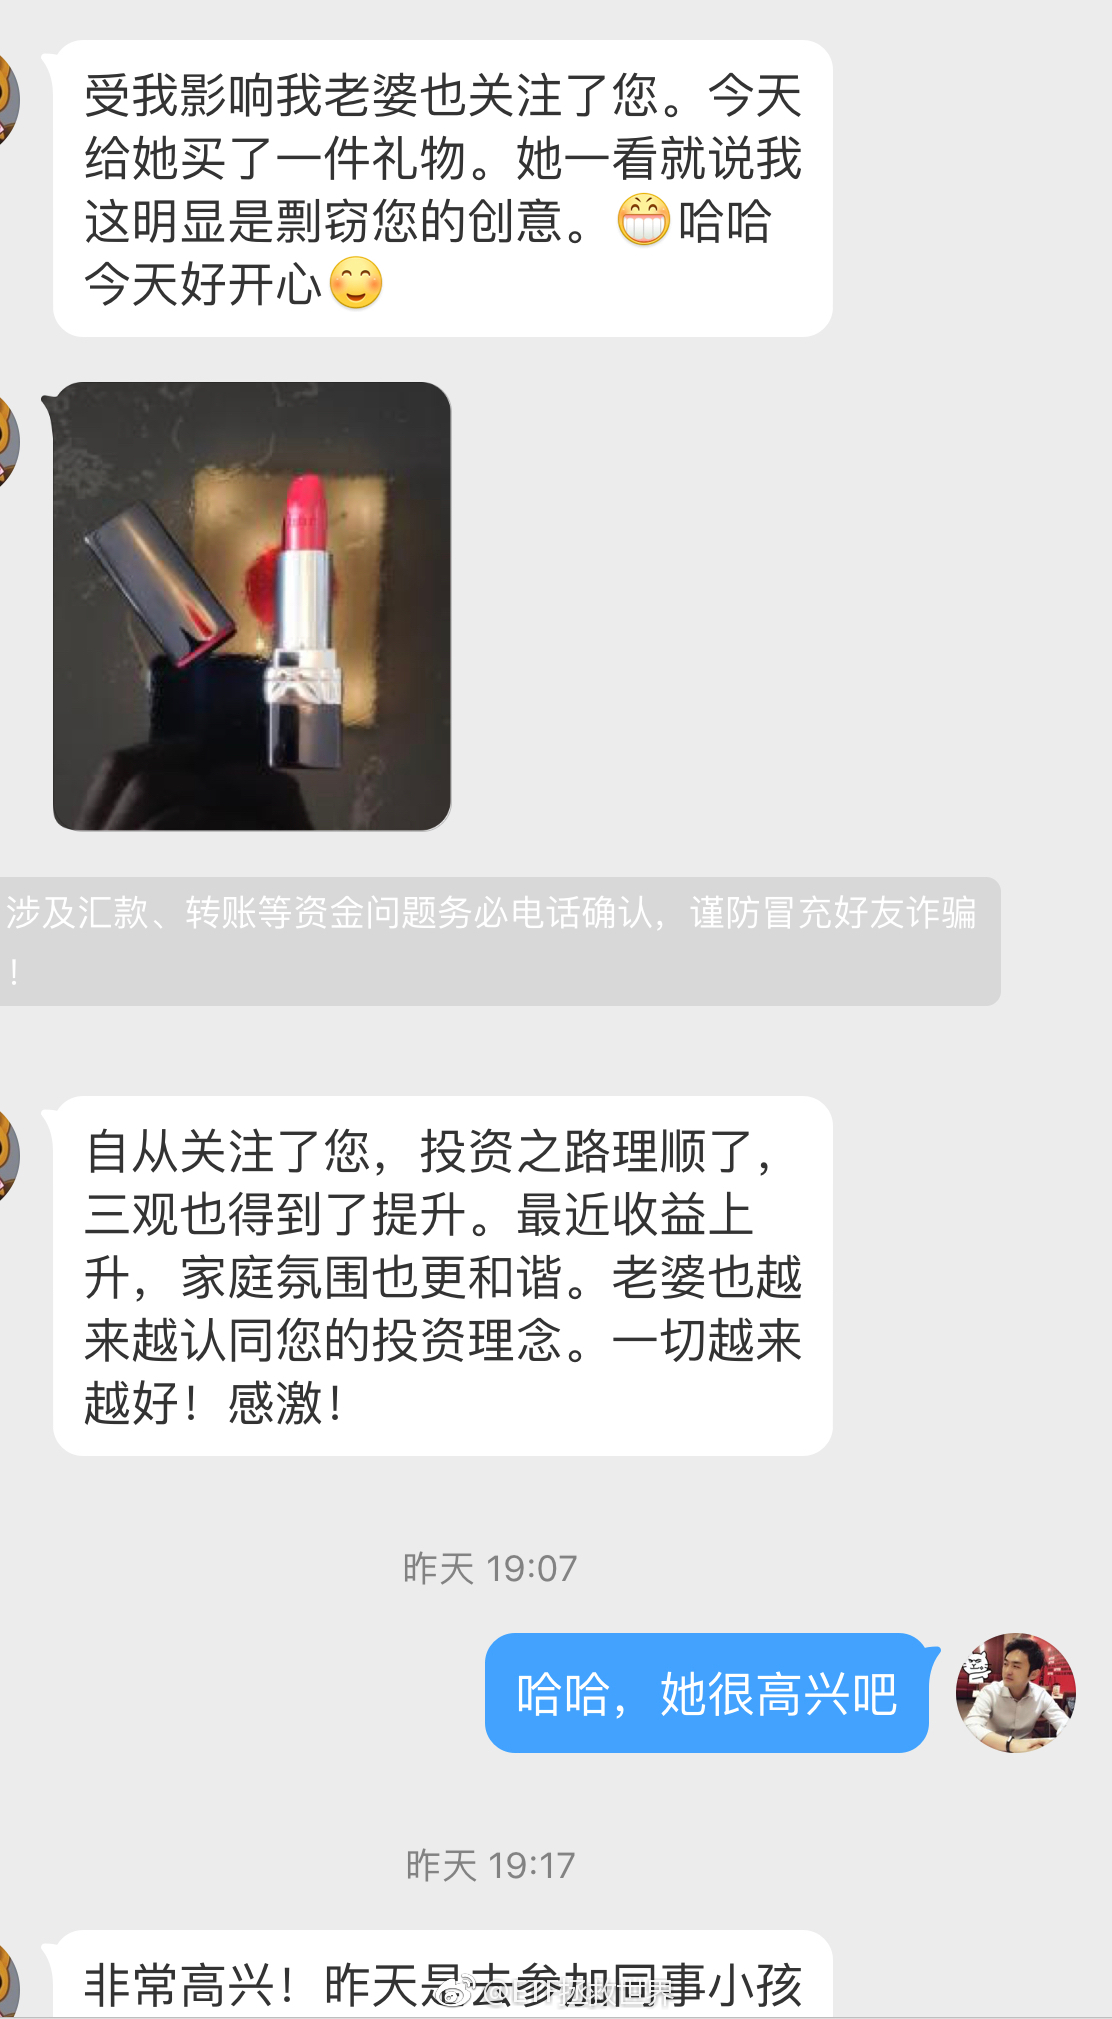 受我影响我老婆也关注了您。今天
给她买了一件礼物。她一看就说我
这明显是剽窃您的创意。😁哈哈
今天好开心😊
涉及汇款、转账等资金问题务必电话确认，谨防冒充好友诈骗
！
自从关注了您，投资之路理顺了，
三观也得到了提升。最近收益上
升，家庭氛围也更和谐。老婆也越
来越认同您的投资理念。一切越来
越好！感激！
昨天 19:07
哈哈，她很高兴吧
昨天 19:17
非常高兴！昨天是去参加同事小孩
@ETF拯救世界